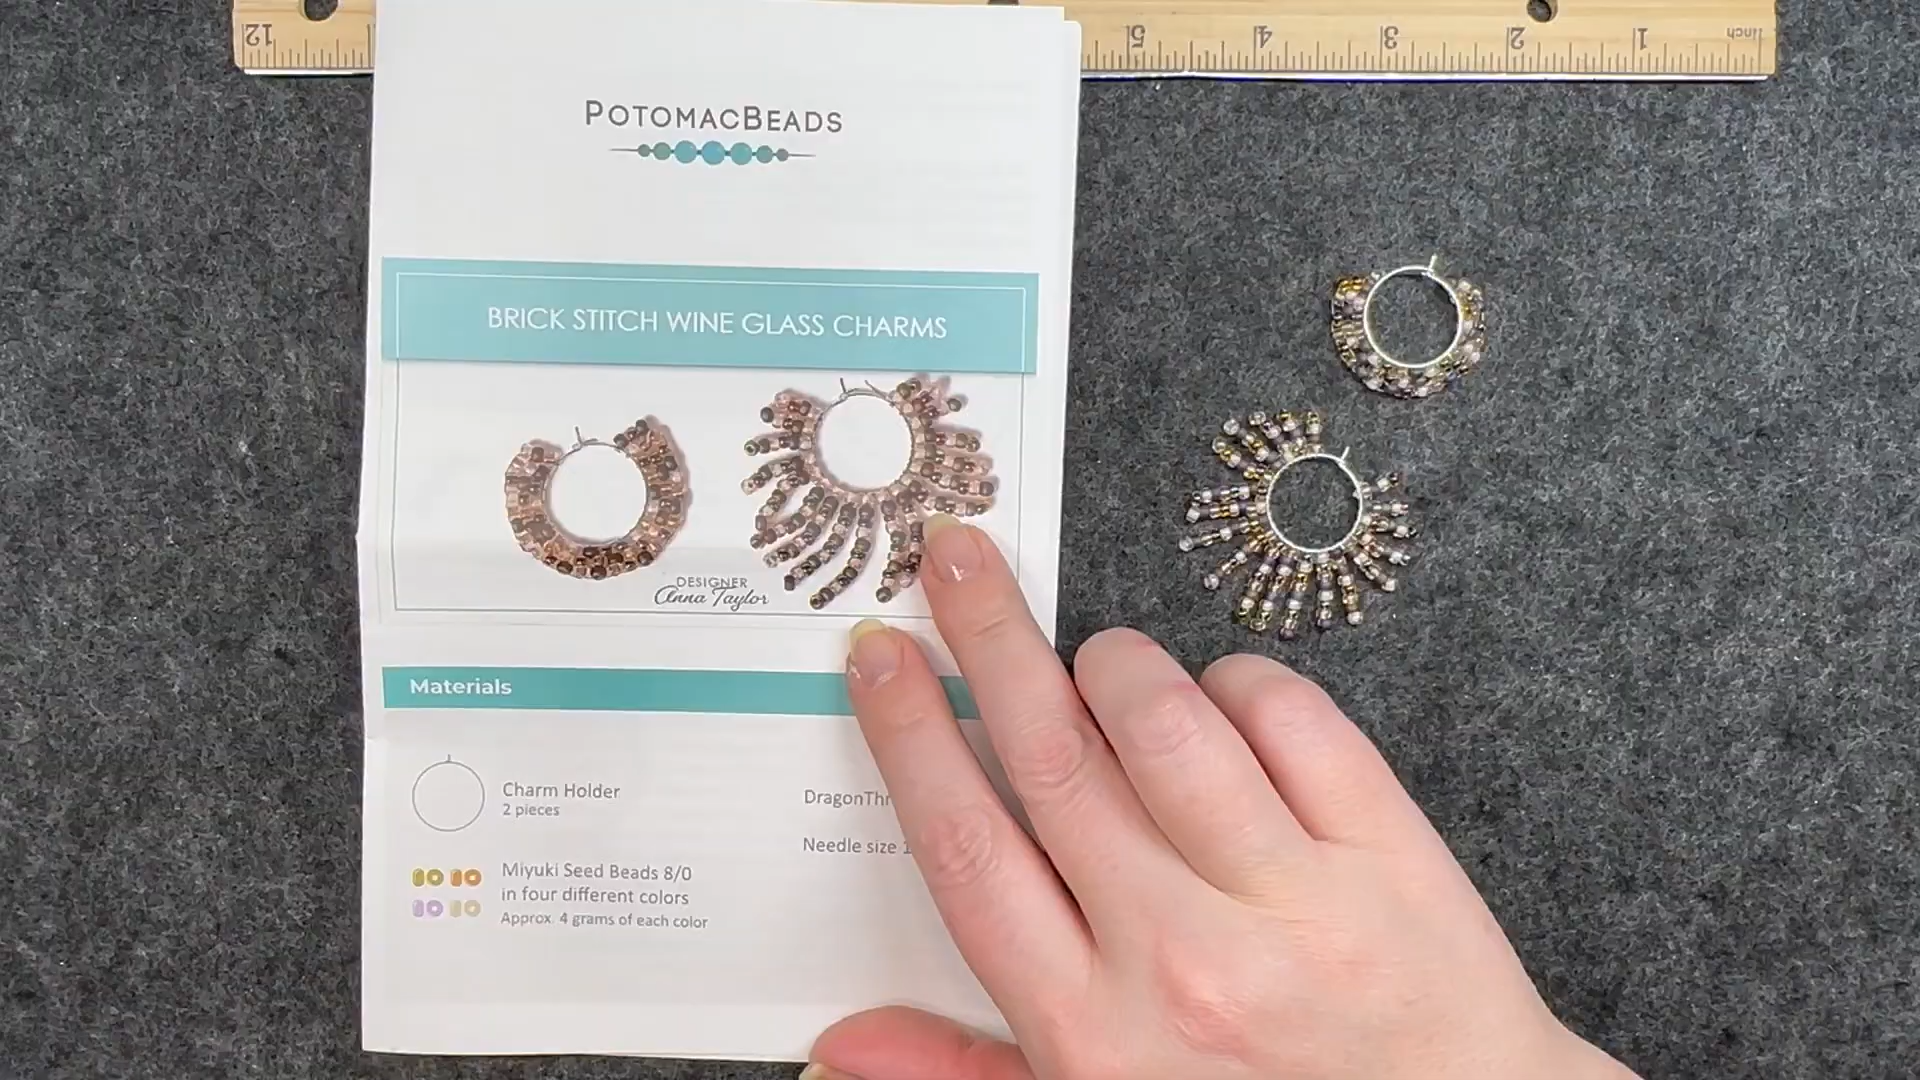 12 5 4 3 2 1 inch
POTOMACBEADS
BRICK STITCH WINE GLASS CHARMS
DESIGNER
Anna Taylor
Materials
Charm Holder
2 pieces
Miyuki Seed Beads 8/0
in four different colors
Approx. 4 grams of each color
Needle size